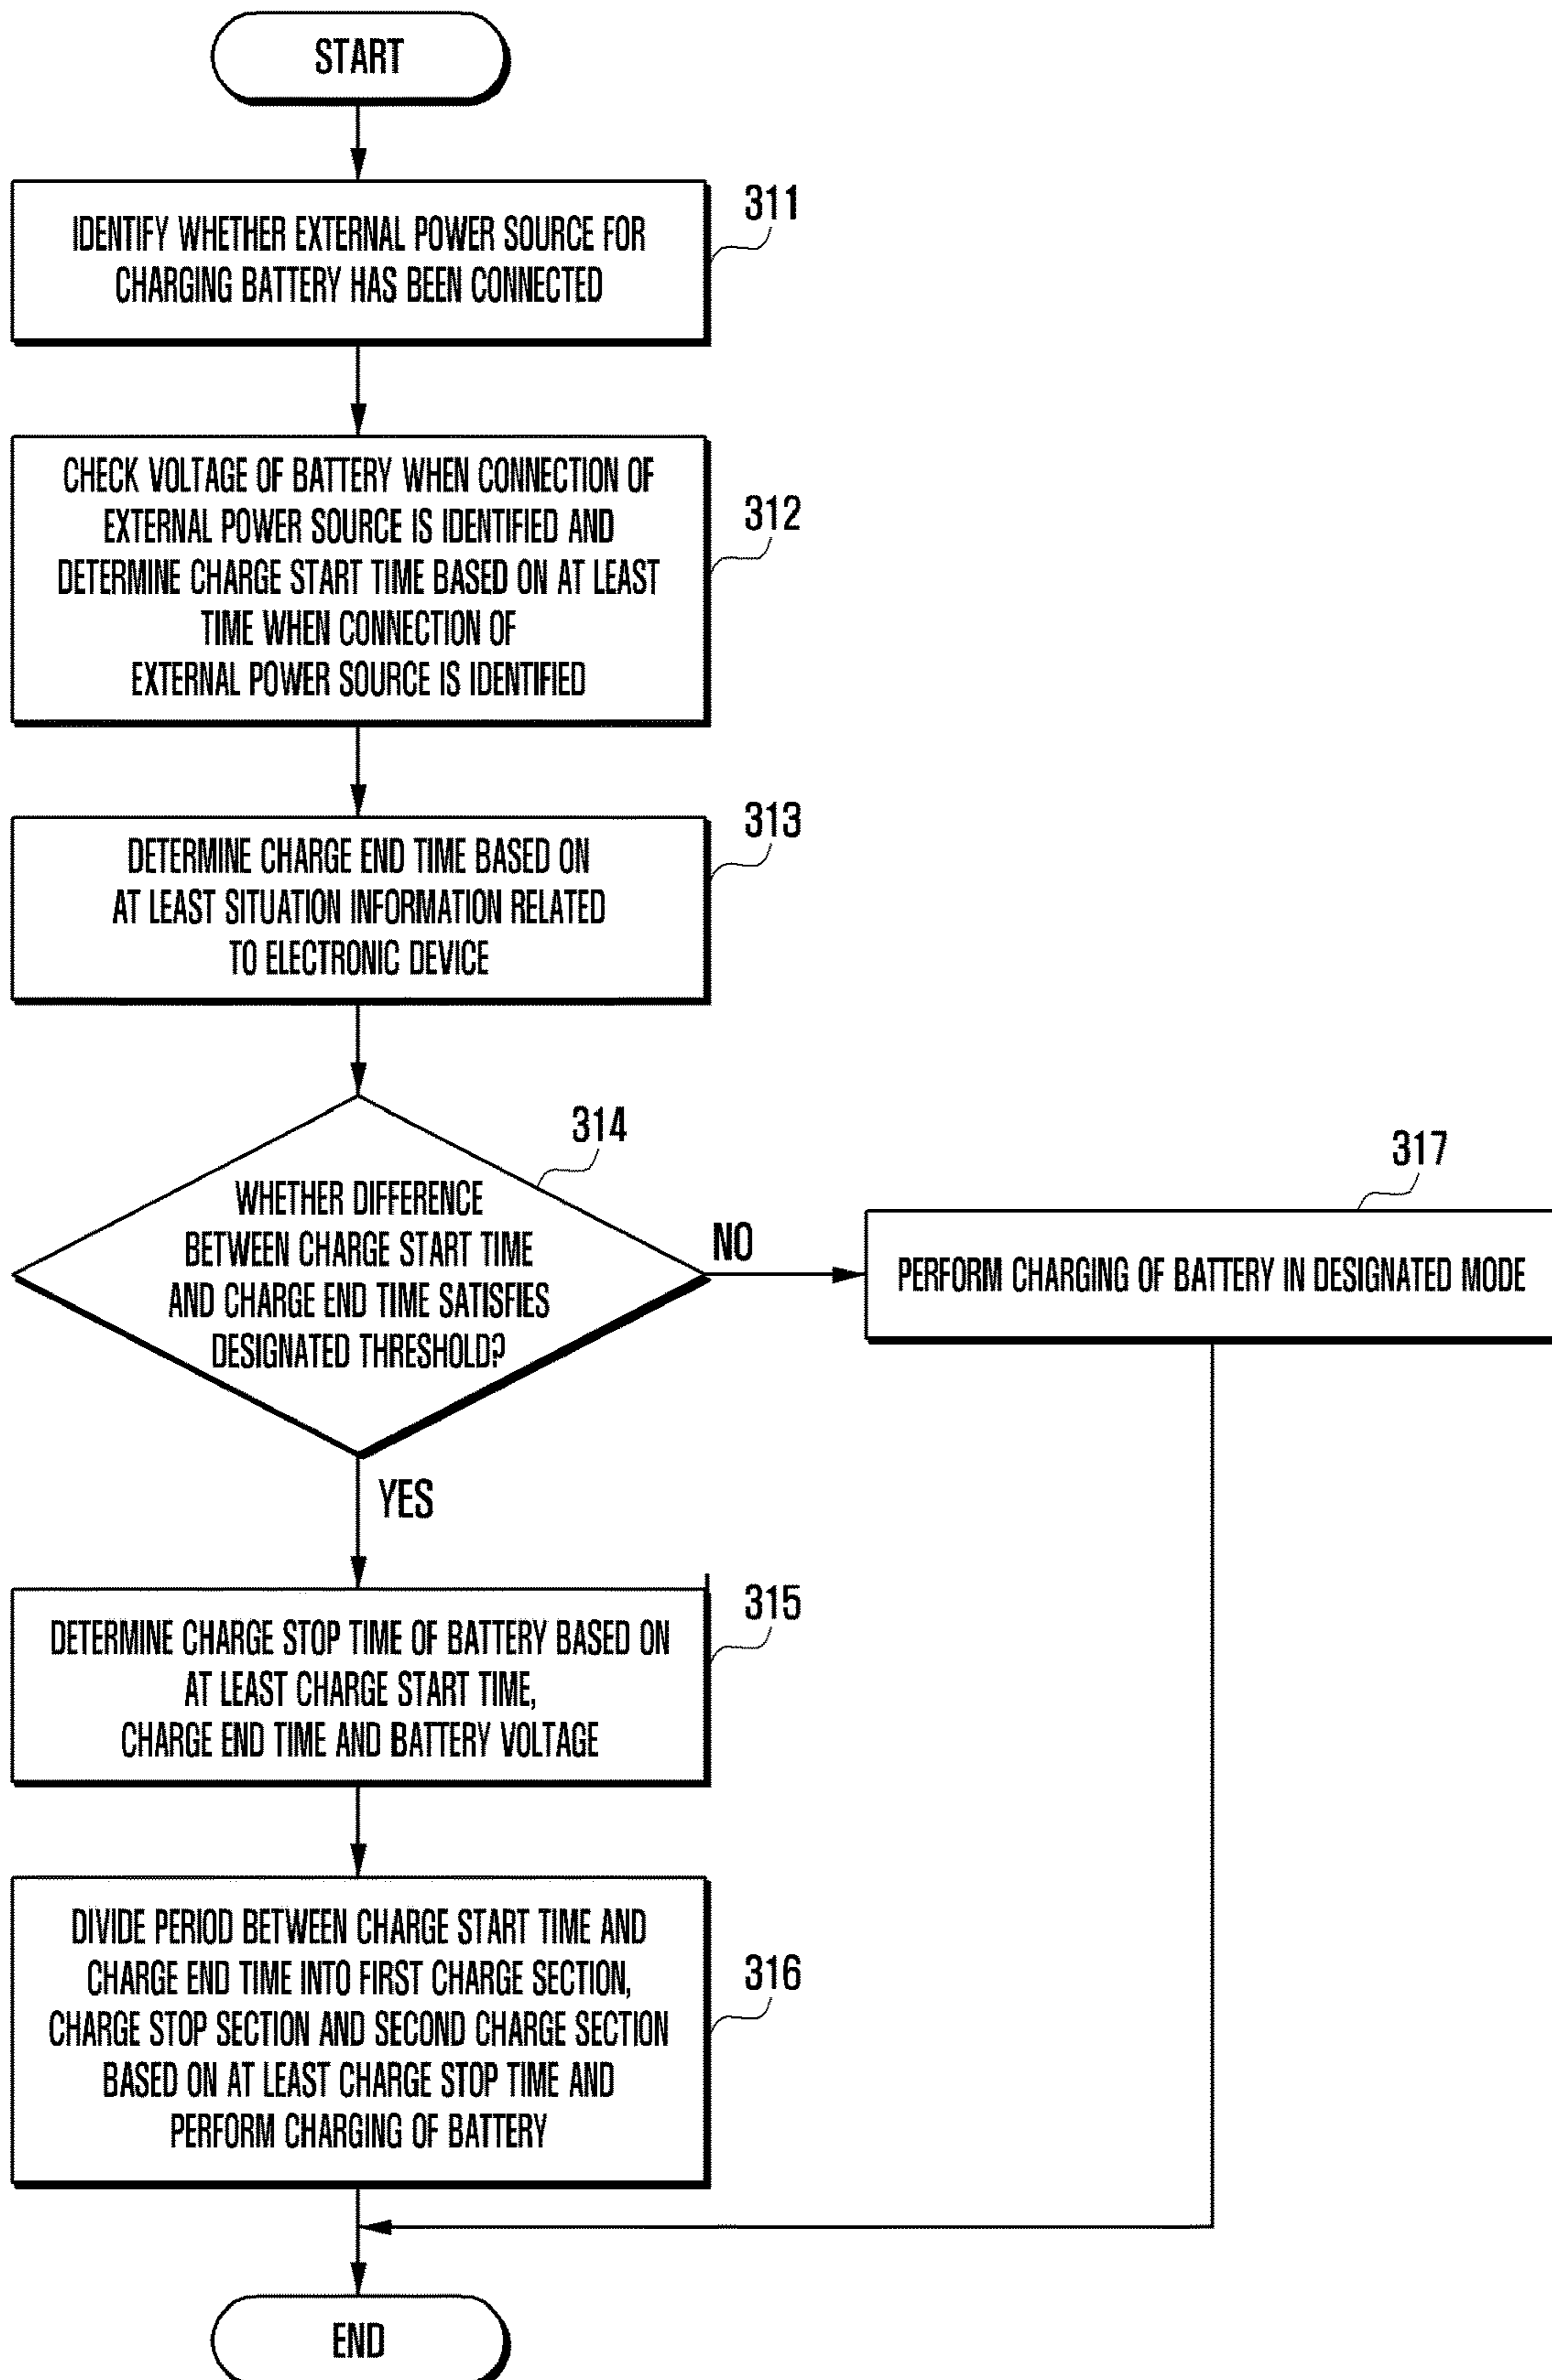 START
311
IDENTIFY WHETHER EXTERNAL POWER SOURCE FOR
CHARGING BATTERY HAS BEEN CONNECTED
312
CHECK VOLTAGE OF BATTERY WHEN CONNECTION OF
EXTERNAL POWER SOURCE IS IDENTIFIED AND
DETERMINE CHARGE START TIME BASED ON AT LEAST
TIME WHEN CONNECTION OF
EXTERNAL POWER SOURCE IS IDENTIFIED
313
DETERMINE CHARGE END TIME BASED ON
AT LEAST SITUATION INFORMATION RELATED
TO ELECTRONIC DEVICE
314
WHETHER DIFFERENCE
BETWEEN CHARGE START TIME
AND CHARGE END TIME SATISFIES
DESIGNATED THRESHOLD?
NO
317
PERFORM CHARGING OF BATTERY IN DESIGNATED MODE
YES
315
DETERMINE CHARGE STOP TIME OF BATTERY BASED ON
AT LEAST CHARGE START TIME,
CHARGE END TIME AND BATTERY VOLTAGE
316
DIVIDE PERIOD BETWEEN CHARGE START TIME AND
CHARGE END TIME INTO FIRST CHARGE SECTION,
CHARGE STOP SECTION AND SECOND CHARGE SECTION
BASED ON AT LEAST CHARGE STOP TIME AND
PERFORM CHARGING OF BATTERY
END